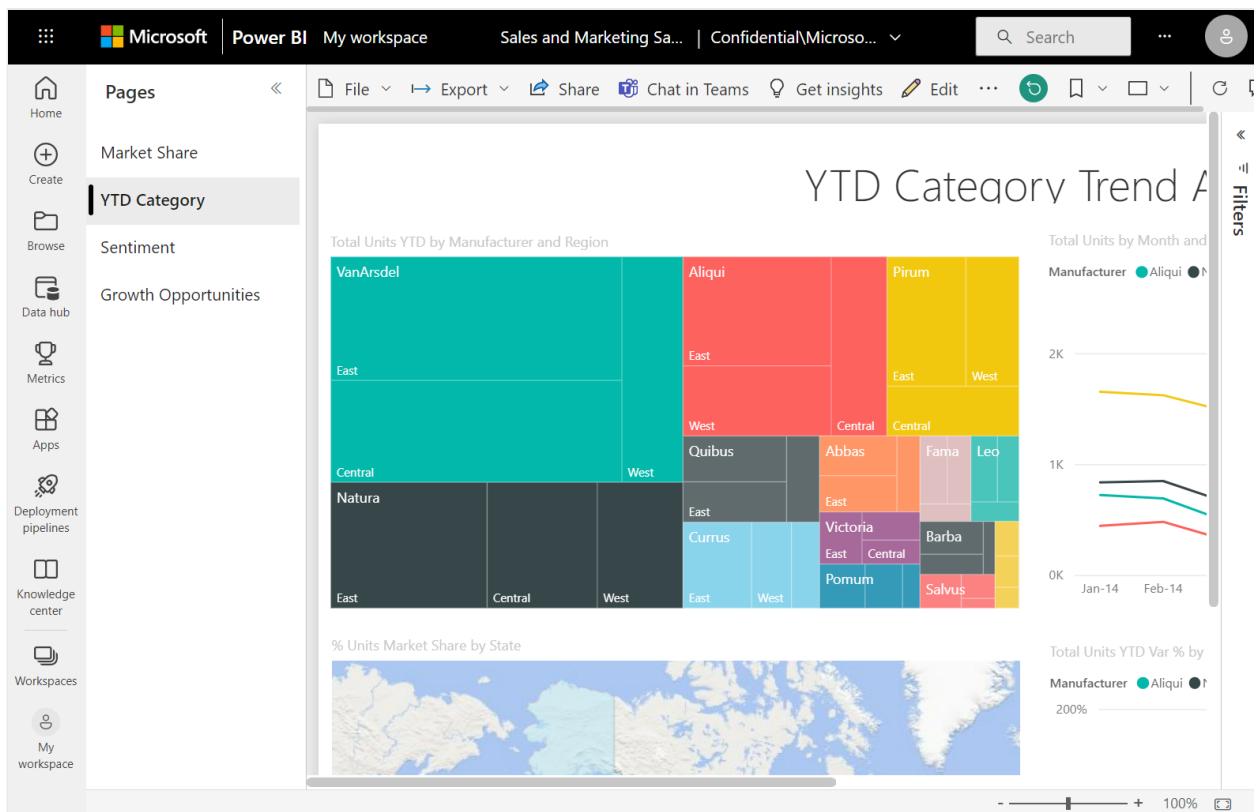 Microsoft Power BI My workspace Sales and Marketing Sa... | Confidential\Microso... Search
Home
Create
Browse
Data hub
Metrics
Apps
Deployment
pipelines
Knowledge
center
Workspaces
My
workspace
Pages
Market Share
YTD Category
Sentiment
Growth Opportunities
File Export Share Chat in Teams Get insights Edit ...
Filters
YTD Category Trend A
Total Units YTD by Manufacturer and Region
VanArsdel
East
Central
West
Natura
East
Central
West
Aliqui
East
West
Central
Pirum
East
West
Central
Quibus
East
Currus
East
West
Abbas
East
Victoria
East
Central
Pomum
Fama
Leo
Barba
Salvus
Total Units by Month and
Manufacturer Aliqui N
2K
1K
0K
Jan-14 Feb-14
% Units Market Share by State
Total Units YTD Var % by
Manufacturer Aliqui N
200%
- + 100%